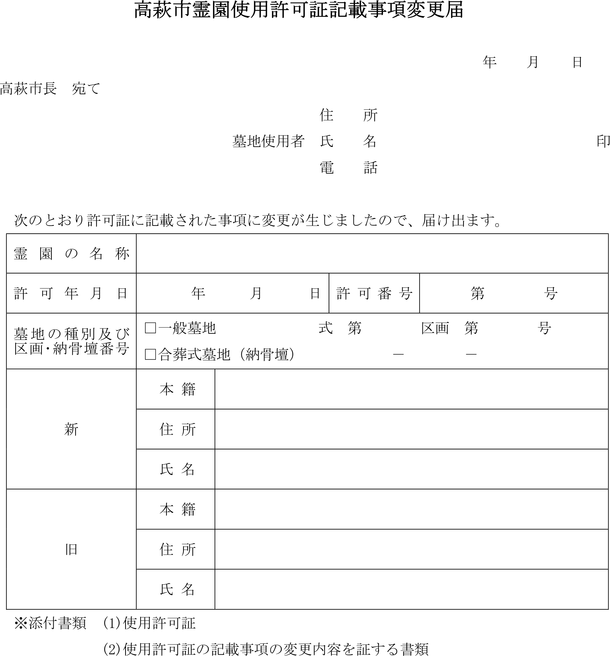 高萩市霊園使用許可証記載事項変更届
年　　月　　日
高萩市長　宛て
住　　所
墓地使用者　氏　　名　　　　　　　　　　　　　　　印
電　　話
次のとおり許可証に記載された事項に変更が生じましたので、届け出ます。
霊園の名称
許可年月日　　　　年　　　月　　　日　許可番号　　　第　　　　号
墓地の種別及び
区画・納骨壇番号
□一般墓地　　　　　　　式　第　　　　区画　第　　　　号
□合葬式墓地（納骨壇）　　　　　　　－　　　　－
新
本籍
住所
氏名
旧
本籍
住所
氏名
※添付書類　(1)使用許可証
(2)使用許可証の記載事項の変更内容を証する書類